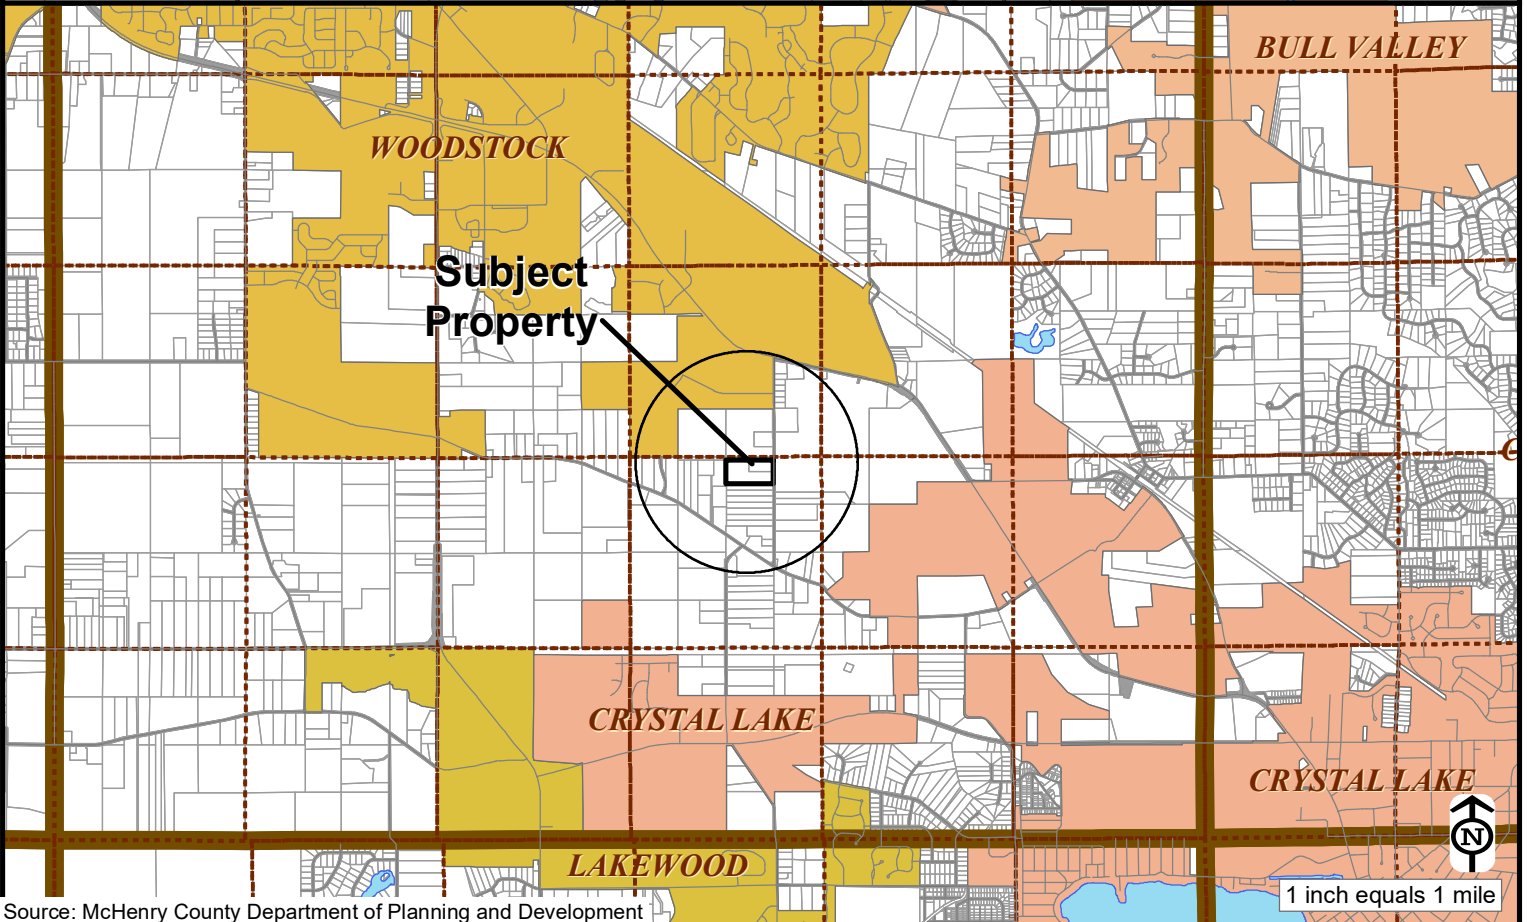 BULL VALLEY
WOODSTOCK
Subject
Property
C
CRYSTAL LAKE
CRYSTAL LAKE
N
LAKEWOOD
1 inch equals 1 mile
Source: McHenry County Department of Planning and Development